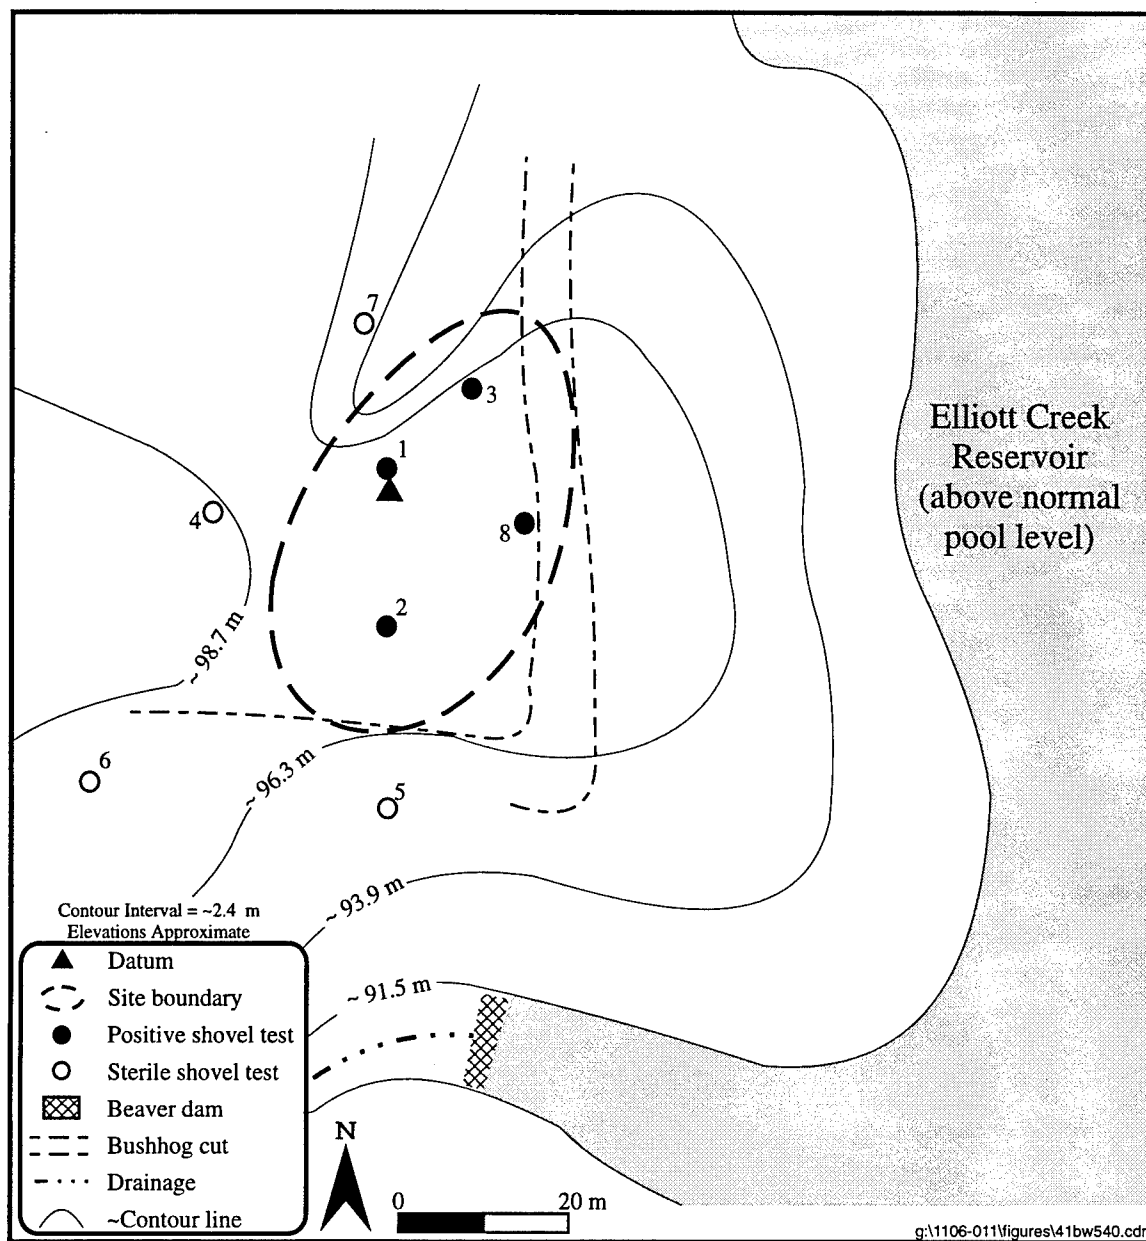 7
3
1
4
8
2
Elliott Creek
Reservoir
(above normal
pool level)
~ 98.7 m
6
~ 96.3 m
5
~ 93.9 m
~ 91.5 m
Contour Interval = ~2.4 m
Elevations Approximate
Datum
Site boundary
Positive shovel test
Sterile shovel test
Beaver dam
Bushhog cut
Drainage
~Contour line
N
0 20 m
g:\1106-011\figures\41bw540.cdr